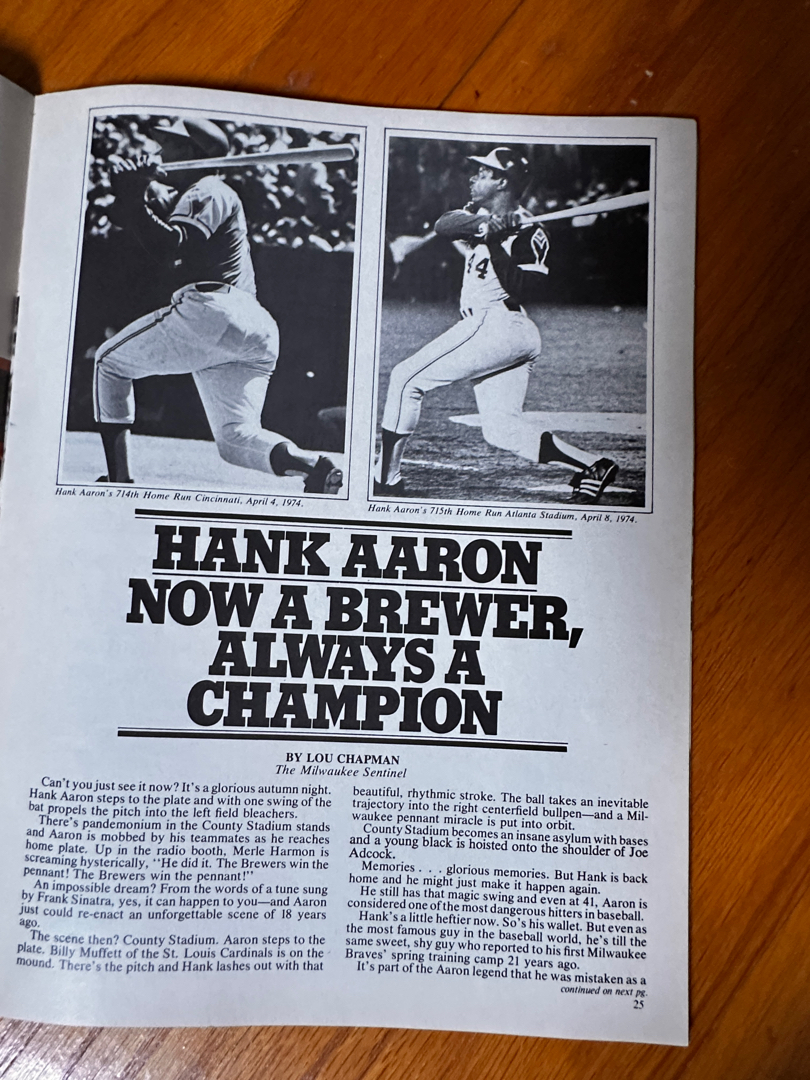 44
Hank Aaron's 714th Home Run Cincinnati, April 4, 1974.
Hank Aaron's 715th Home Run Atlanta Stadium, April 8, 1974.
HANK AARON
NOW A BREWER,
ALWAYS A
CHAMPION
BY LOU CHAPMAN
The Milwaukee Sentinel
Can't you just see it now? It's a glorious autumn night.
Hank Aaron steps to the plate and with one swing of the
bat propels the pitch into the left field bleachers.
There's pandemonium in the County Stadium stands
and Aaron is mobbed by his teammates as he reaches
home plate. Up in the radio booth, Merle Harmon is
screaming hysterically, "He did it. The Brewers win the
pennant! The Brewers win the pennant!"
An impossible dream? From the words of a tune sung
by Frank Sinatra, yes, it can happen to you—and Aaron
just could re-enact an unforgettable scene of 18 years
ago.
The scene then? County Stadium. Aaron steps to the
plate. Billy Muffett of the St. Louis Cardinals is on the
mound. There's the pitch and Hank lashes out with that
beautiful, rhythmic stroke. The ball takes an inevitable
trajectory into the right centerfield bullpen—and a Mil-
waukee pennant miracle is put into orbit.
County Stadium becomes an insane asylum with bases
and a young black is hoisted onto the shoulder of Joe
Adcock.
Memories . . . glorious memories. But Hank is back
home and he might just make it happen again.
He still has that magic swing and even at 41, Aaron is
considered one of the most dangerous hitters in baseball.
Hank's a little heftier now. So's his wallet. But even as
the most famous guy in the baseball world, he's till the
same sweet, shy guy who reported to his first Milwaukee
Braves' spring training camp 21 years ago.
It's part of the Aaron legend that he was mistaken as a
continued on next pg.
25